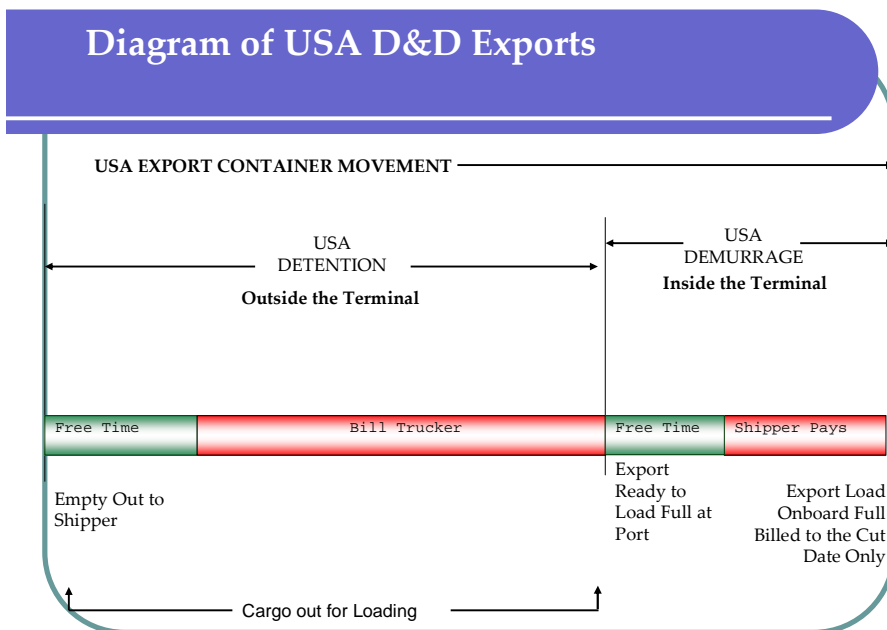 Diagram of USA D&D Exports
USA EXPORT CONTAINER MOVEMENT
USA
DETENTION
Outside the Terminal
USA
DEMURRAGE
Inside the Terminal
Free Time
Bill Trucker
Free Time
Shipper Pays
Empty Out to
Shipper
Export
Ready to
Load Full at
Port
Export Load
Onboard Full
Billed to the Cut
Date Only
Cargo out for Loading